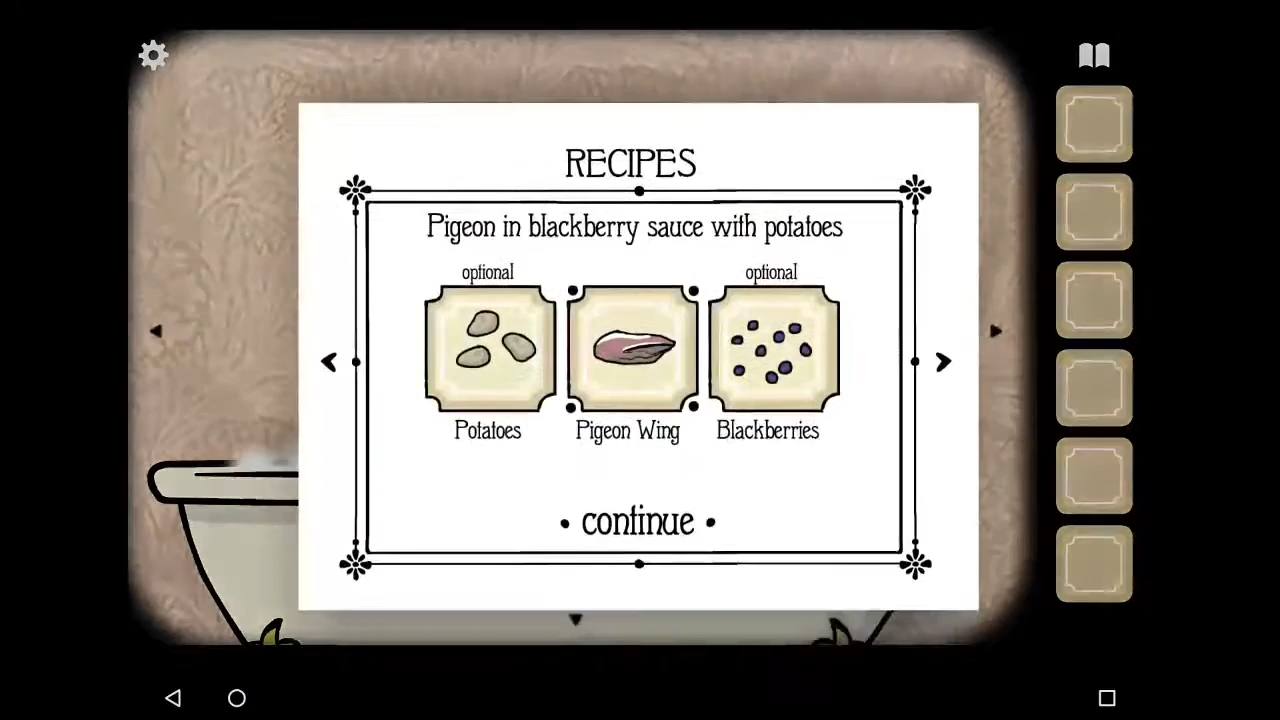 RECIPES
Pigeon in blackberry sauce with potatoes
optional optional
Potatoes Pigeon Wing Blackberries
• continue •